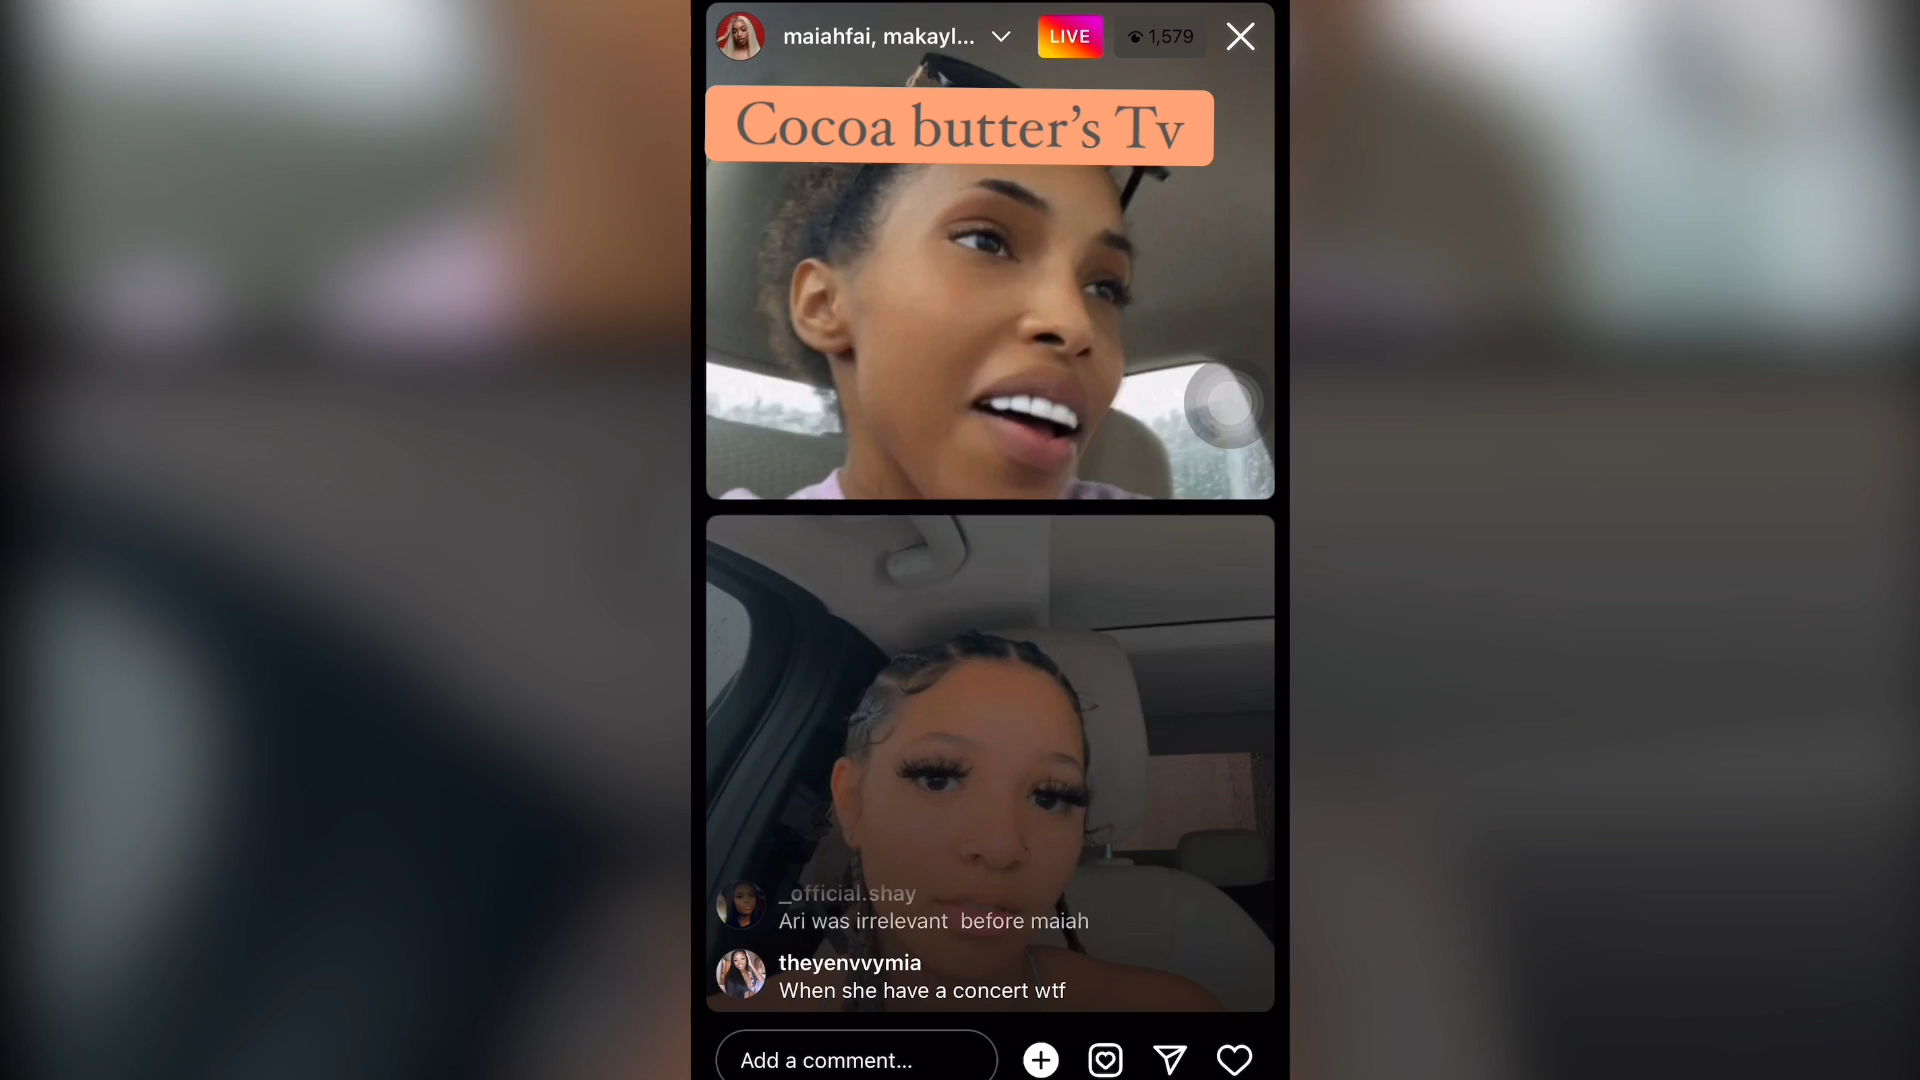 maiahfai, makayl...
LIVE
1,579
Cocoa butter's Tv
_official.shay
Ari was irrelevant before maiah
theyenvvymia
When she have a concert wtf
Add a comment...